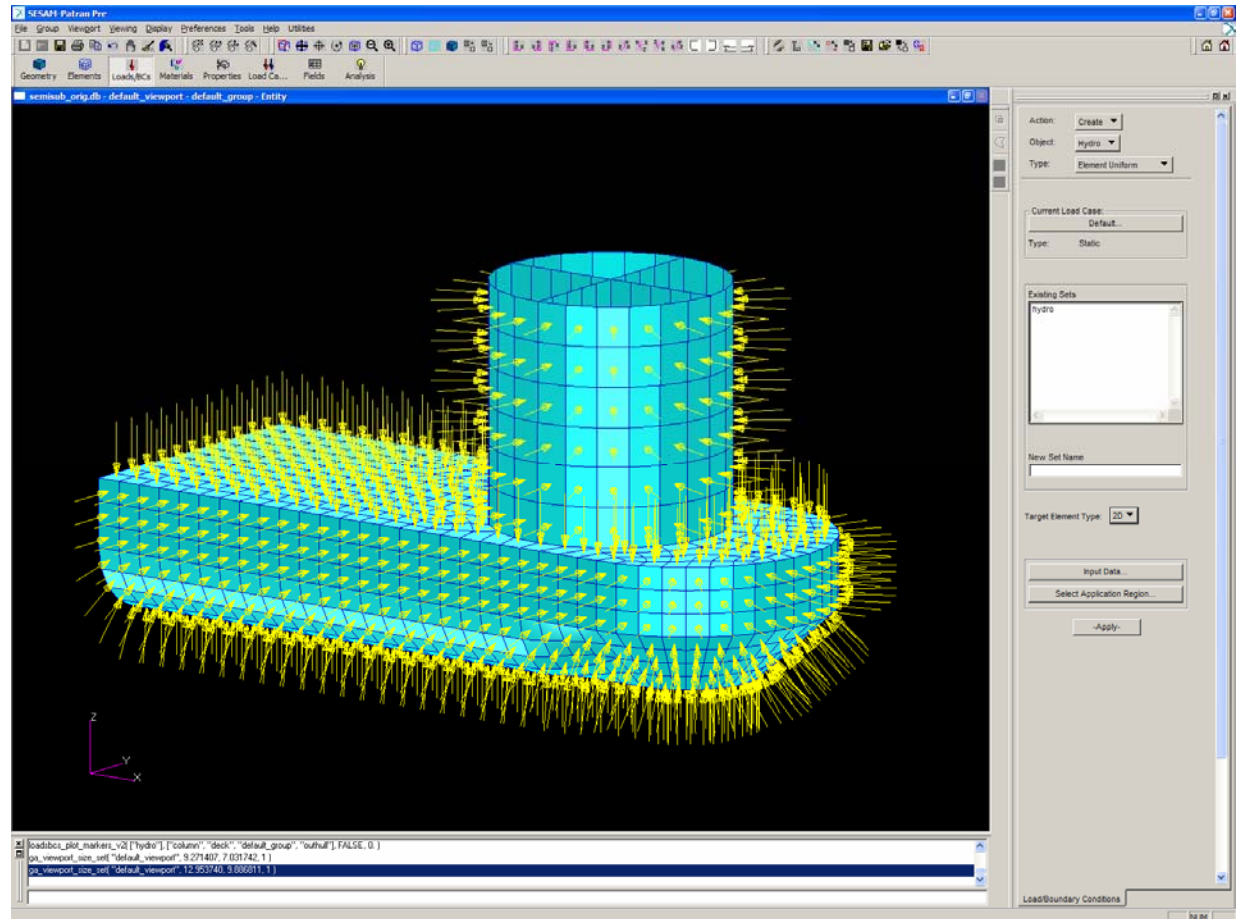 SESAM-Patran Pre
File Group Viewport Viewing Display Preferences Tools Help Utilities
Geometry Elements Loads/BCs Materials Properties Load Ca... Fields Analysis
semisub_orig.db - default_viewport - default_group - Entity
Z
Y
X
Action: Create
Object: Hydro
Type: Element Uniform
Current Load Case:
Default...
Type: Static
Existing Sets
hydro
New Set Name
Target Element Type: 2D
Input Data...
Select Application Region...
-Apply-
Load/Boundary Conditions
loadsbcs_plot_markers_v2( ["hydro"], ["column", "deck", "default_group", "outhull"], FALSE, 0. )
ga_viewport_size_set( "default_viewport", 9.271407, 7.031742, 1 )
ga_viewport_size_set( "default_viewport", 12.953740, 9.886811, 1 )